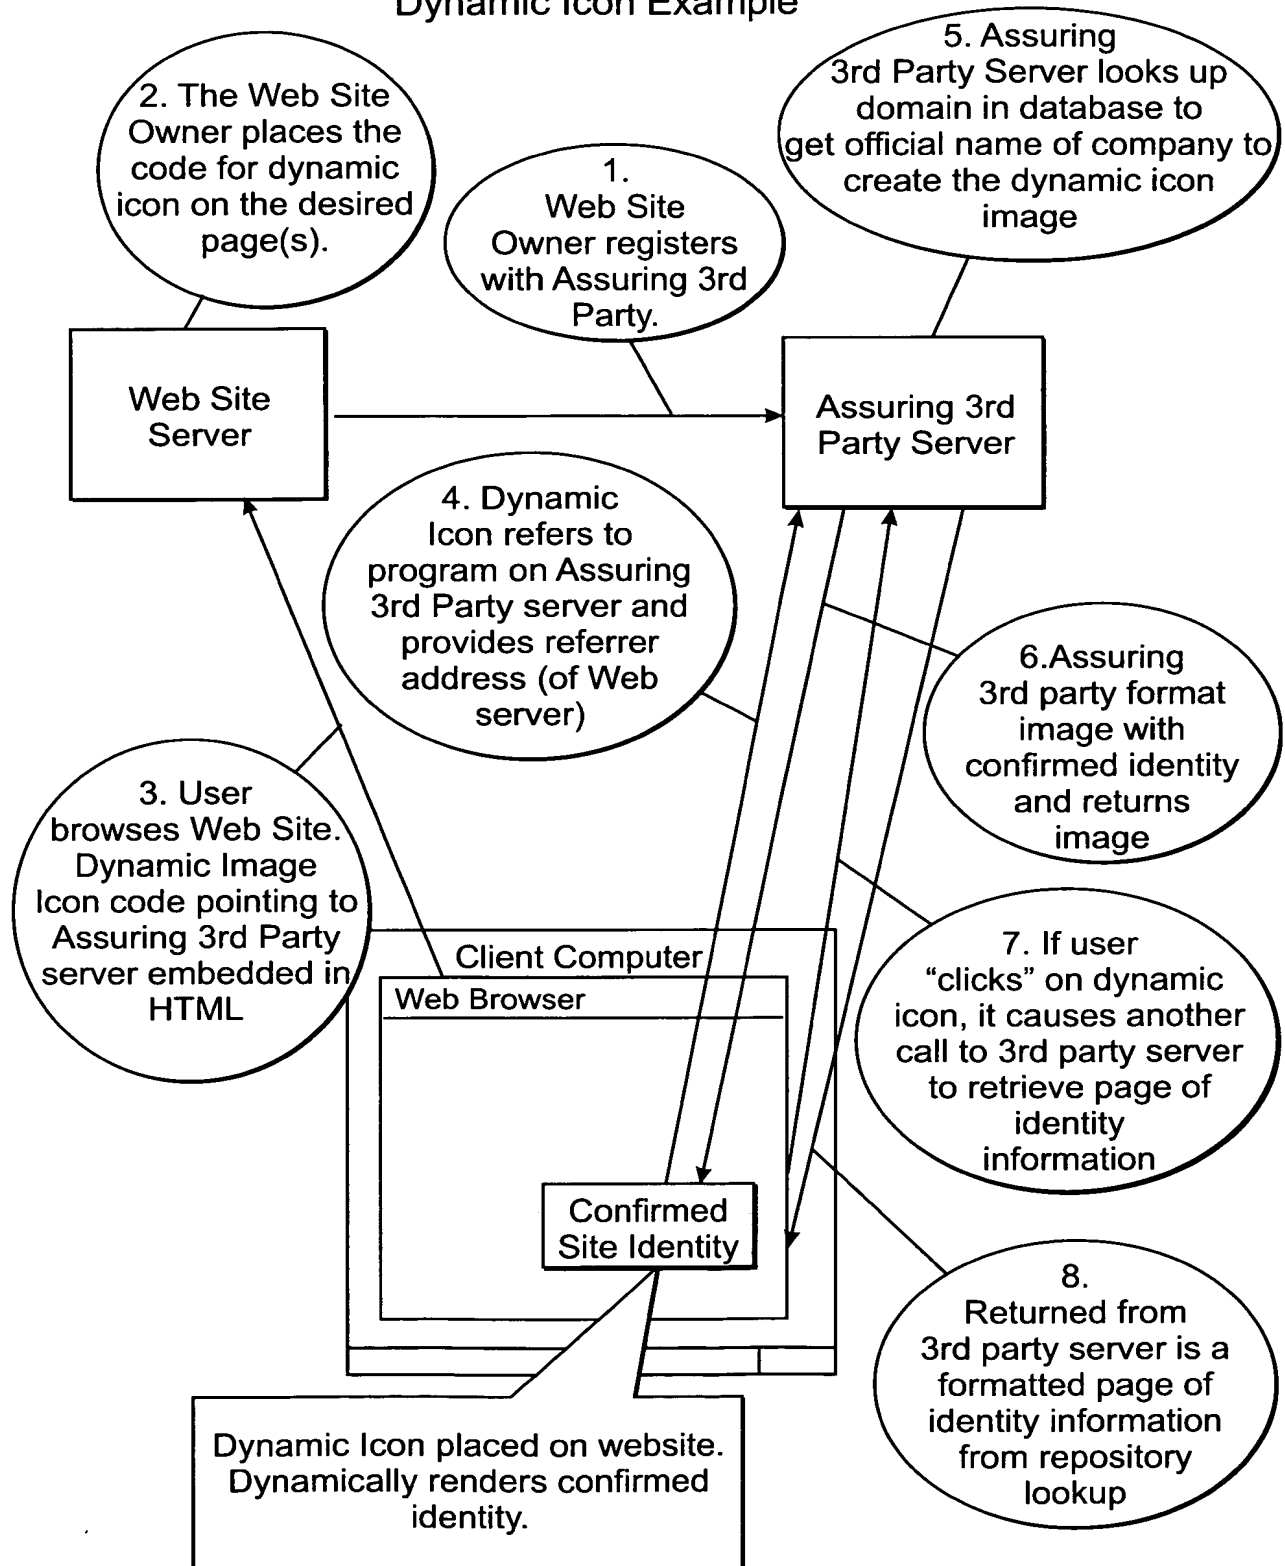 Dynamic Icon Example
2. The Web Site
Owner places the
code for dynamic
icon on the desired
page(s).
1.
Web Site
Owner registers
with Assuring 3rd
Party.
5. Assuring
3rd Party Server looks up
domain in database to
get official name of company to
create the dynamic icon
image
Web Site
Server
Assuring 3rd
Party Server
4. Dynamic
Icon refers to
program on Assuring
3rd Party server and
provides referrer
address (of Web
server)
6.Assuring
3rd party format
image with
confirmed identity
and returns
image
3. User
browses Web Site.
Dynamic Image
Icon code pointing to
Assuring 3rd Party
server embedded in
HTML
Client Computer
Web Browser
7. If user
“clicks” on dynamic
icon, it causes another
call to 3rd party server
to retrieve page of
identity
information
Confirmed
Site Identity
8.
Returned from
3rd party server is a
formatted page of
identity information
from repository
lookup
Dynamic Icon placed on website.
Dynamically renders confirmed
identity.